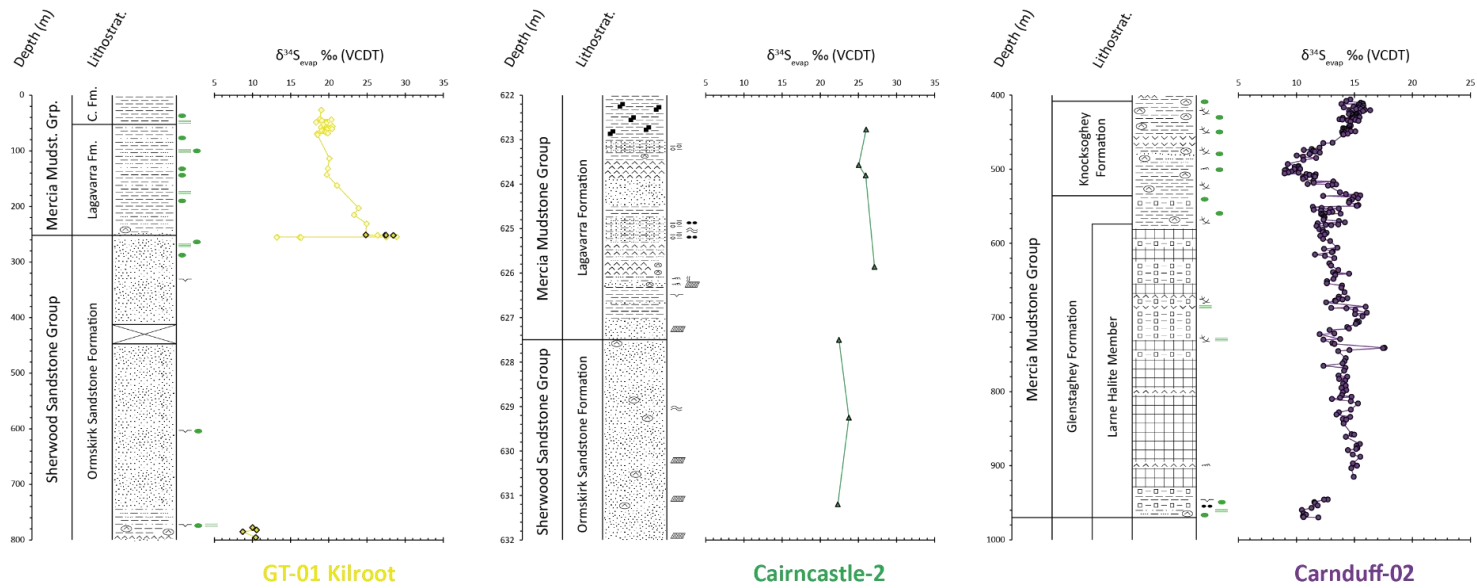 Depth (m)
Lithostrat.
δ34Sevap ‰ (VCDT)
5 10 15 20 25 30 35
0
100
200
300
400
500
600
700
800
Mercia Mudst. Grp.
Sherwood Sandstone Group
C. Fm.
Lagavarra Fm.
Ormskirk Sandstone Formation
GT-01 Kilroot
Depth (m)
Lithostrat.
δ34Sevap ‰ (VCDT)
5 10 15 20 25 30 35
622
623
624
625
626
627
628
629
630
631
632
Mercia Mudstone Group
Sherwood Sandstone Group
Lagavarra Formation
Ormskirk Sandstone Formation
Cairncastle-2
Depth (m)
Lithostrat.
δ34Sevap ‰ (VCDT)
5 10 15 20 25
400
500
600
700
800
900
1000
Mercia Mudstone Group
Knocksoghey
Formation
Glenstaghey Formation
Larne Halite Member
Carnduff-02